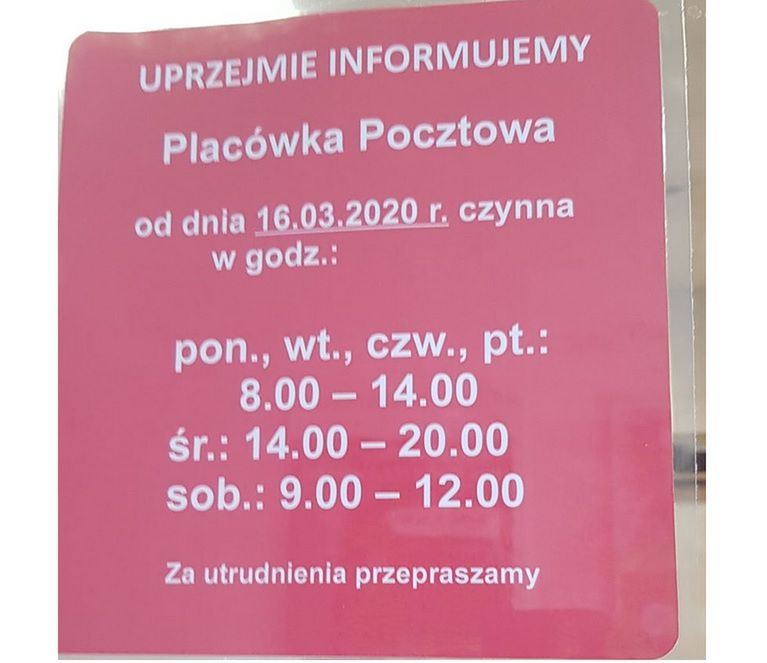 UPRZEJMIE INFORMUJEMY
Placówka Pocztowa
od dnia 16.03.2020 r. czynna
w godz.:
pon., wt., czw., pt.:
8.00 – 14.00
śr.: 14.00 – 20.00
sob.: 9.00 – 12.00
Za utrudnienia przepraszamy